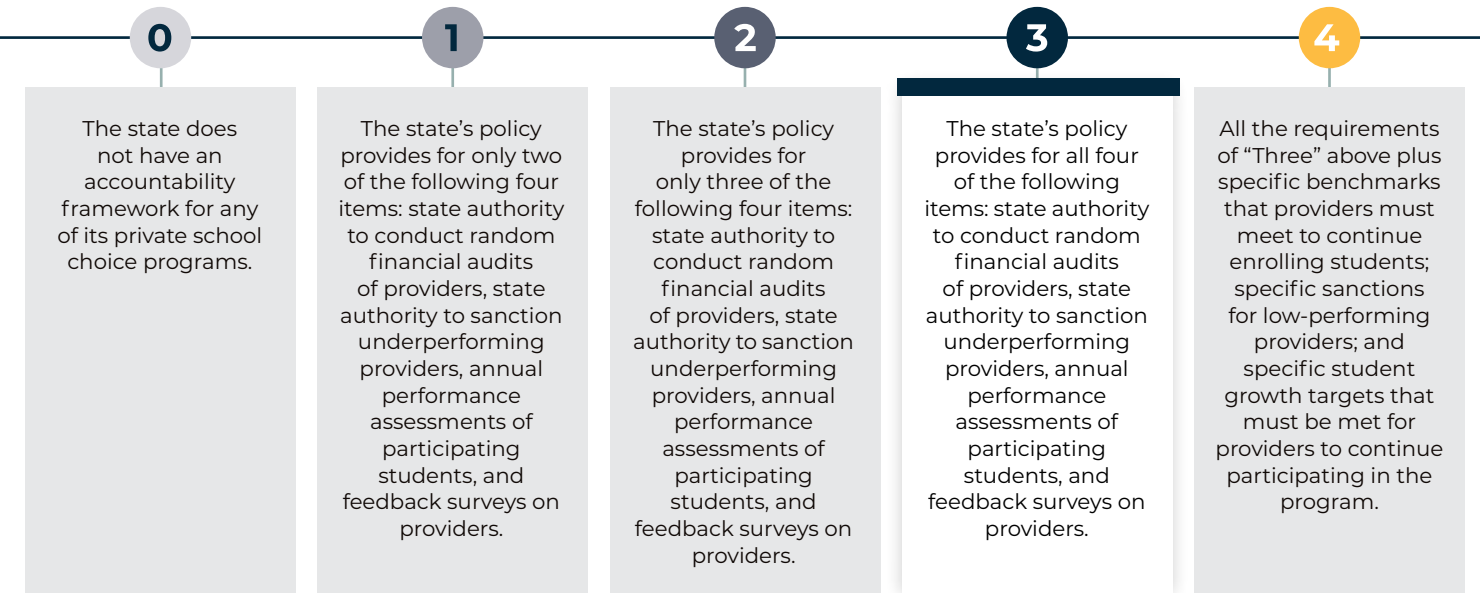 0
The state does
not have an
accountability
framework for any
of its private school
choice programs.
1
The state’s policy
provides for only two
of the following four
items: state authority
to conduct random
financial audits
of providers, state
authority to sanction
underperforming
providers, annual
performance
assessments of
participating
students, and
feedback surveys on
providers.
2
The state’s policy
provides for
only three of the
following four items:
state authority to
conduct random
financial audits
of providers, state
authority to sanction
underperforming
providers, annual
performance
assessments of
participating
students, and
feedback surveys on
providers.
3
The state’s policy
provides for all four
of the following
items: state authority
to conduct random
financial audits
of providers, state
authority to sanction
underperforming
providers, annual
performance
assessments of
participating
students, and
feedback surveys on
providers.
4
All the requirements
of “Three” above plus
specific benchmarks
that providers must
meet to continue
enrolling students;
specific sanctions
for low-performing
providers; and
specific student
growth targets that
must be met for
providers to continue
participating in the
program.